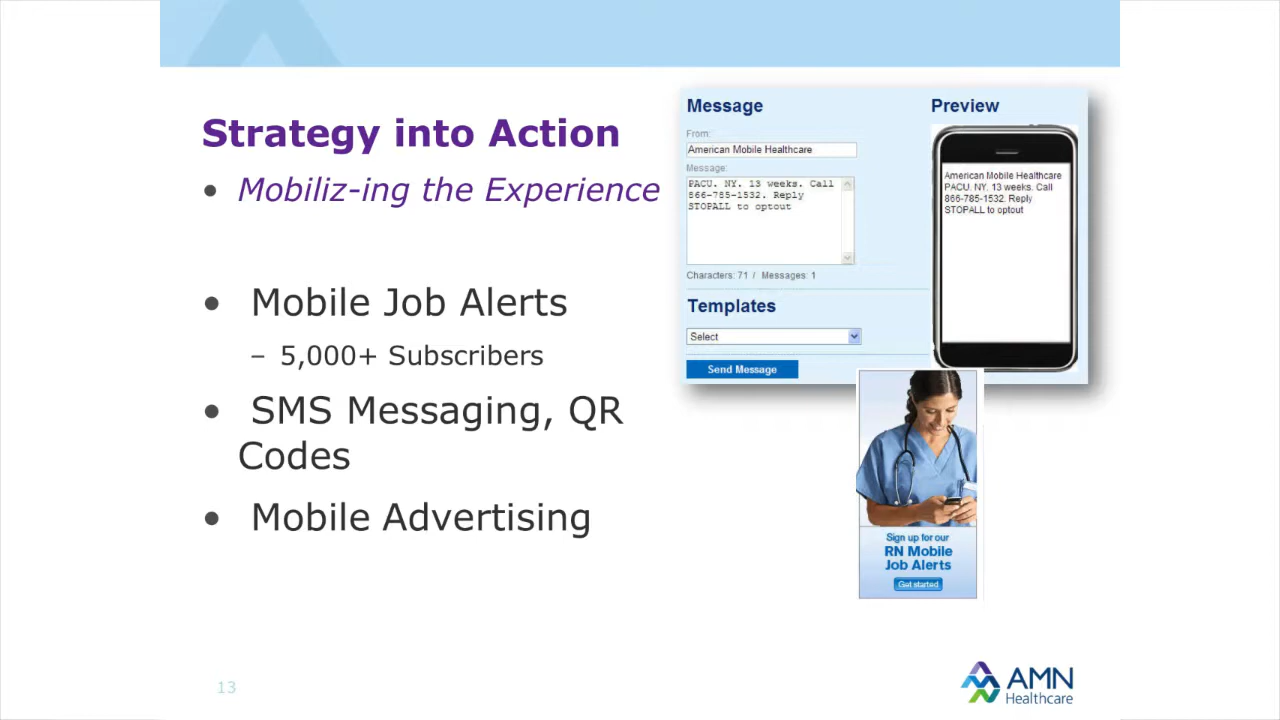 Strategy into Action
• Mobiliz-ing the Experience
• Mobile Job Alerts
– 5,000+ Subscribers
• SMS Messaging, QR
Codes
• Mobile Advertising
Message
From:
American Mobile Healthcare
Message:
PACU. NY. 13 weeks. Call
866-785-1532. Reply
STOPALL to optout
Characters: 71 / Messages: 1
Templates
Select
Send Message
Preview
American Mobile Healthcare
PACU. NY. 13 weeks. Call
866-785-1532. Reply
STOPALL to optout
Sign up for our
RN Mobile
Job Alerts
Get started
13
AMN
Healthcare